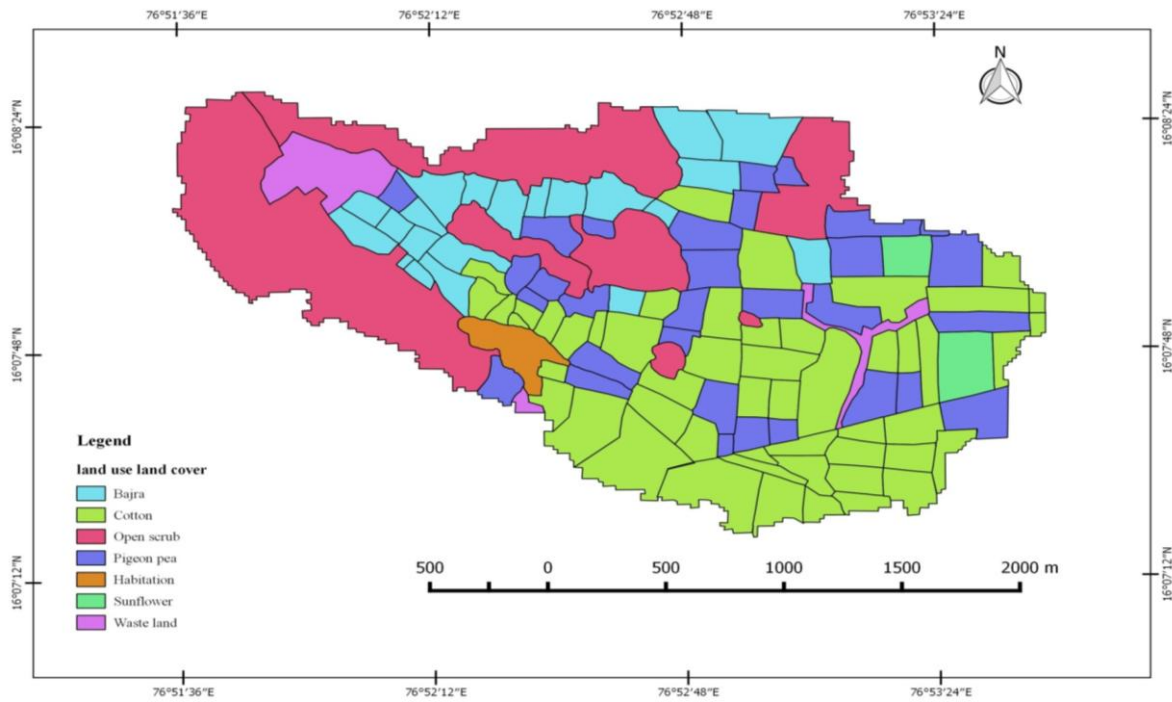 76°51′36″E 76°52′12″E 76°52′48″E 76°53′24″E
N
16°08′24″N
16°08′24″N
16°07′48″N
16°07′48″N
Legend
land use land cover
Bajra
Cotton
Open scrub
Pigeon pea
Habitation
Sunflower
Waste land
500 0 500 1000 1500 2000 m
16°07′12″N
16°07′12″N
76°51′36″E 76°52′12″E 76°52′48″E 76°53′24″E